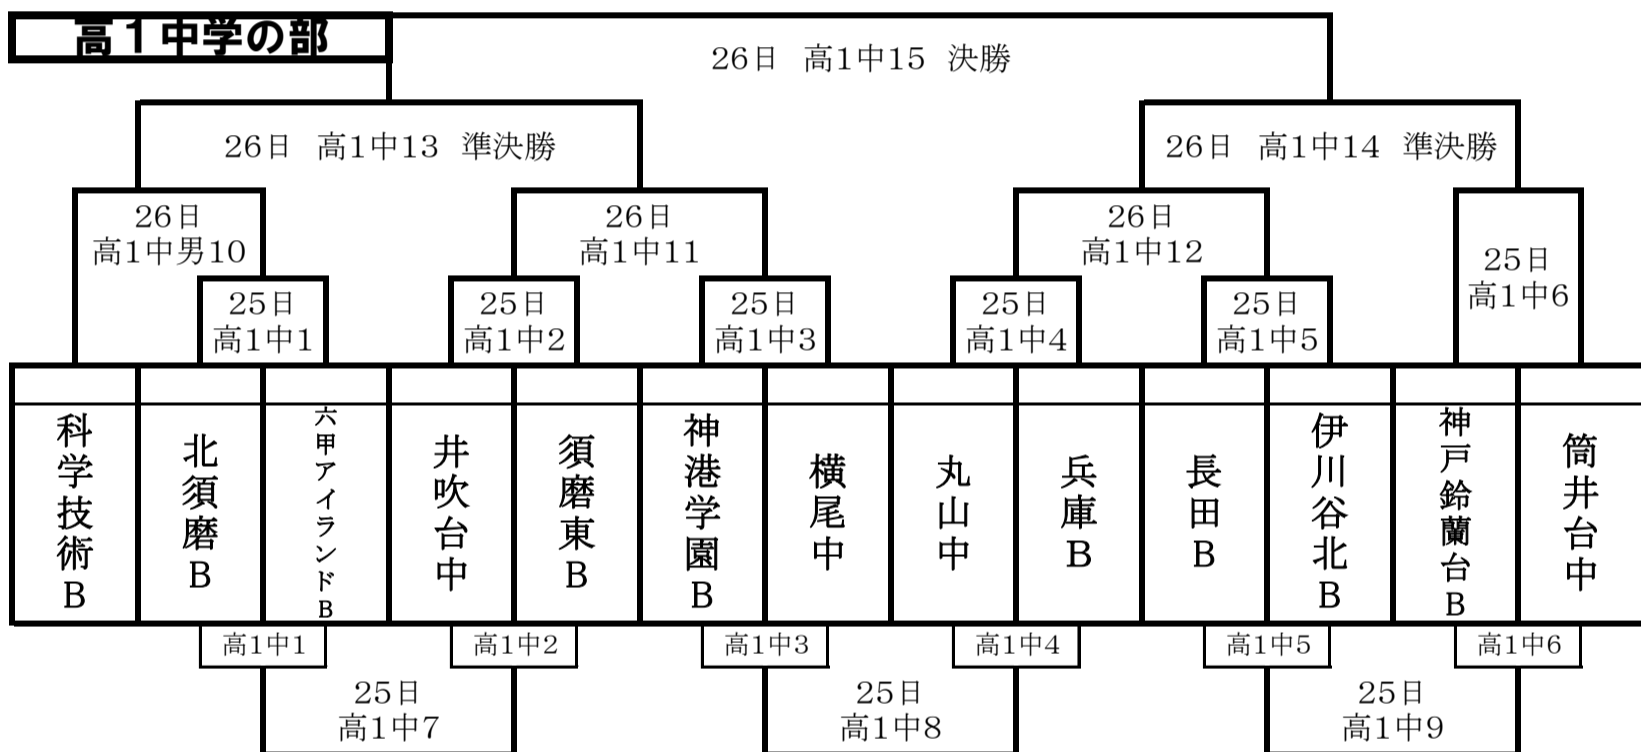 高１中学の部
26日 高1中15 決勝
26日 高1中13 準決勝
26日 高1中14 準決勝
26日
高1中男10
26日
高1中11
26日
高1中12
25日
高1中6
25日
高1中1
25日
高1中2
25日
高1中3
25日
高1中4
25日
高1中5
科学技術B
北須磨B
六甲アイランドB
井吹台中
須磨東B
神港学園B
横尾中
丸山中
兵庫B
長田B
伊川谷北B
神戸鈴蘭台B
筒井台中
高1中1
高1中2
高1中3
高1中4
高1中5
高1中6
25日
高1中7
25日
高1中8
25日
高1中9